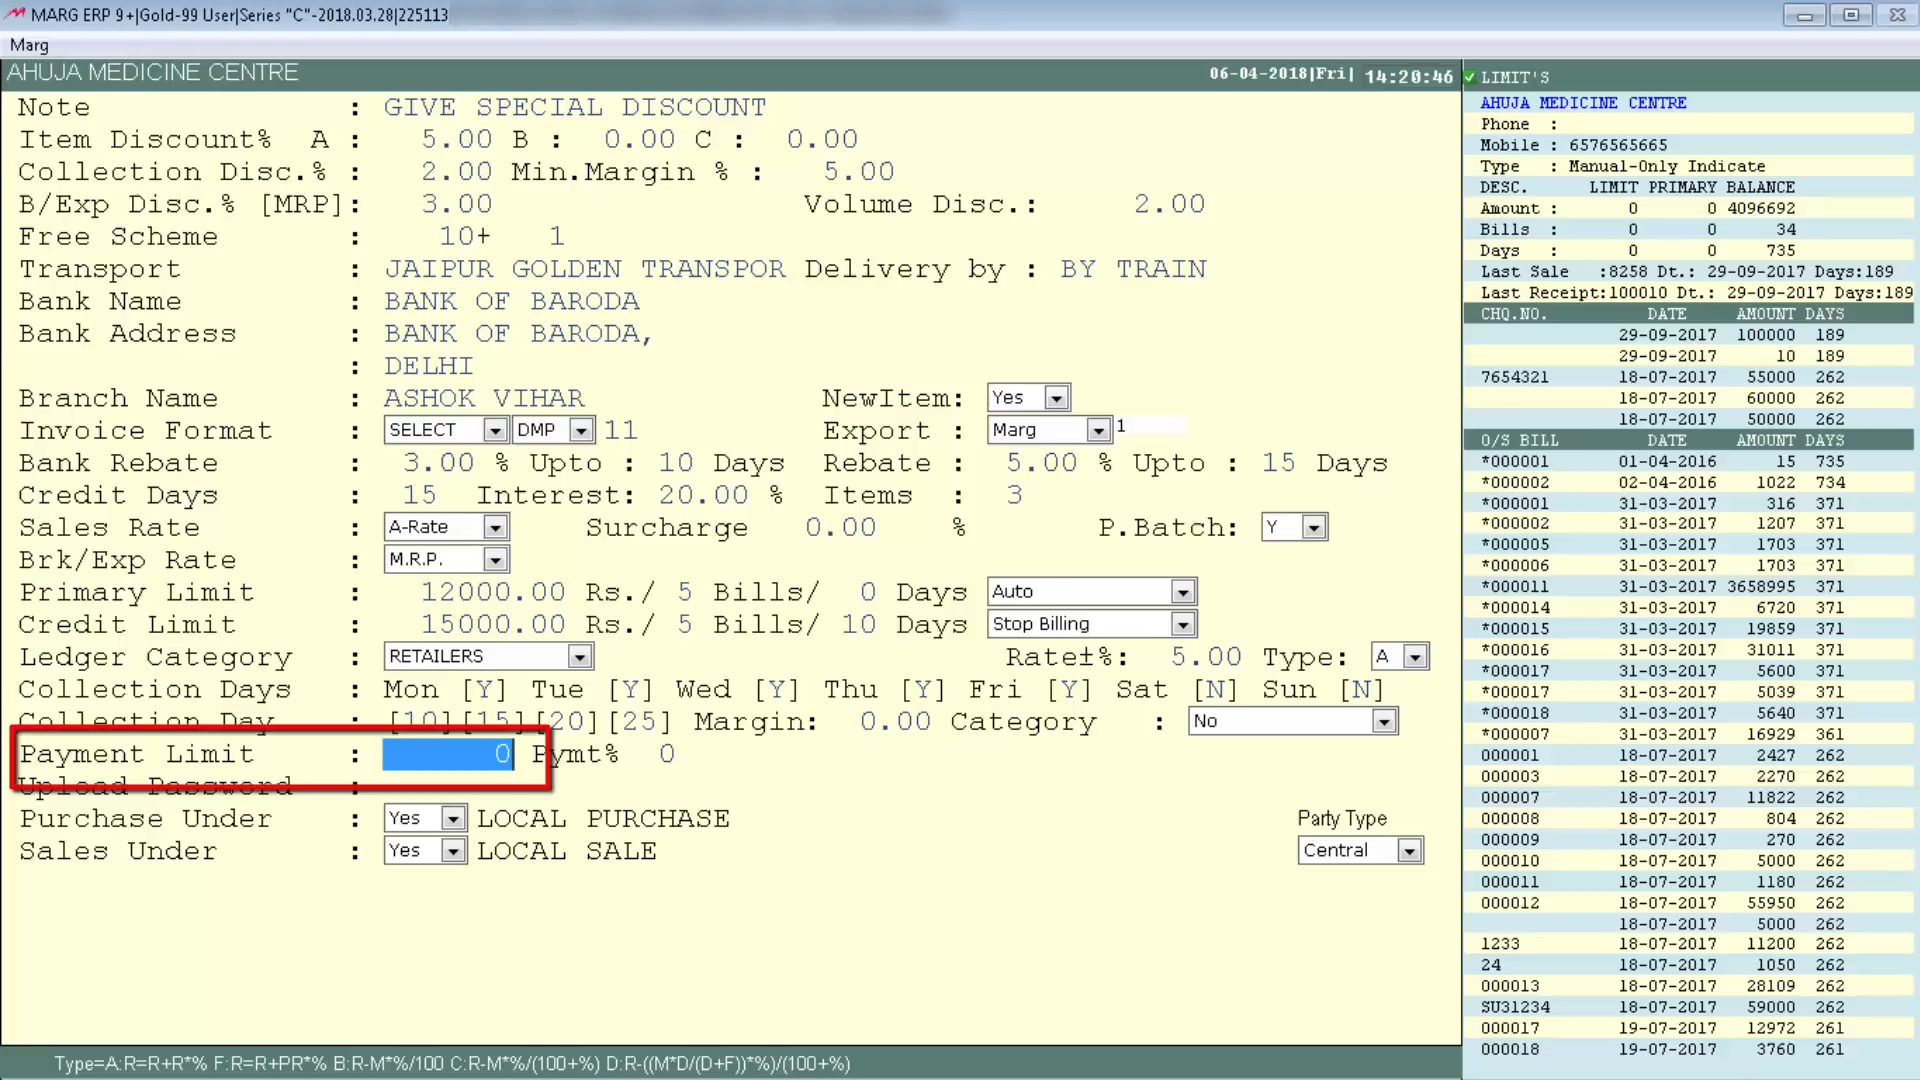 MARG ERP 9+|Gold-99 User|Series "C"-2018.03.28|225113
Marg
AHUJA MEDICINE CENTRE 06-04-2018|Fri| 14:20:46
Note : GIVE SPECIAL DISCOUNT
Item Discount% A : 5.00 B : 0.00 C : 0.00
Collection Disc.% : 2.00 Min.Margin % : 5.00
B/Exp Disc.% [MRP]: 3.00 Volume Disc.: 2.00
Free Scheme : 10+ 1
Transport : JAIPUR GOLDEN TRANSPOR Delivery by : BY TRAIN
Bank Name : BANK OF BARODA
Bank Address : BANK OF BARODA,
: DELHI
Branch Name : ASHOK VIHAR NewItem: Yes
Invoice Format : SELECT DMP 11 Export : Marg 1
Bank Rebate : 3.00 % Upto : 10 Days Rebate : 5.00 % Upto : 15 Days
Credit Days : 15 Interest: 20.00 % Items : 3
Sales Rate : A-Rate Surcharge 0.00 % P.Batch: Y
Brk/Exp Rate : M.R.P.
Primary Limit : 12000.00 Rs./ 5 Bills/ 0 Days Auto
Credit Limit : 15000.00 Rs./ 5 Bills/ 10 Days Stop Billing
Ledger Category : RETAILERS Rate±%: 5.00 Type: A
Collection Days : Mon [Y] Tue [Y] Wed [Y] Thu [Y] Fri [Y] Sat [N] Sun [N]
Collection Day : [10][15][20][25] Margin: 0.00 Category : No
Payment Limit : 0 Pymt% 0
Upload Password :
Purchase Under : Yes LOCAL PURCHASE Party Type
Sales Under : Yes LOCAL SALE Central
Type=A:R=R+R*% F:R=R+PR*% B:R-M*%/100 C:R-M*%/(100+%) D:R-((M*D/(D+F))*%)/(100+%)
LIMIT'S
AHUJA MEDICINE CENTRE
Phone :
Mobile : 6576565665
Type : Manual-Only Indicate
DESC. LIMIT PRIMARY BALANCE
Amount : 0 0 4096692
Bills : 0 0 34
Days : 0 0 735
Last Sale :8258 Dt.: 29-09-2017 Days:189
Last Receipt:100010 Dt.: 29-09-2017 Days:189
CHQ.NO. DATE AMOUNT DAYS
29-09-2017 100000 189
29-09-2017 10 189
7654321 18-07-2017 55000 262
18-07-2017 60000 262
18-07-2017 50000 262
O/S BILL DATE AMOUNT DAYS
*000001 01-04-2016 15 735
*000002 02-04-2016 1022 734
*000001 31-03-2017 316 371
*000002 31-03-2017 1207 371
*000005 31-03-2017 1703 371
*000006 31-03-2017 1703 371
*000011 31-03-2017 3658995 371
*000014 31-03-2017 6720 371
*000015 31-03-2017 19859 371
*000016 31-03-2017 31011 371
*000017 31-03-2017 5600 371
*000017 31-03-2017 5039 371
*000018 31-03-2017 5640 371
*000007 31-03-2017 16929 361
000001 18-07-2017 2427 262
000003 18-07-2017 2270 262
000007 18-07-2017 11822 262
000008 18-07-2017 804 262
000009 18-07-2017 270 262
000010 18-07-2017 5000 262
000011 18-07-2017 1180 262
000012 18-07-2017 55950 262
18-07-2017 5000 262
1233 18-07-2017 11200 262
24 18-07-2017 1050 262
000013 18-07-2017 28109 262
SU31234 18-07-2017 59000 262
000017 19-07-2017 12972 261
000018 19-07-2017 3760 261